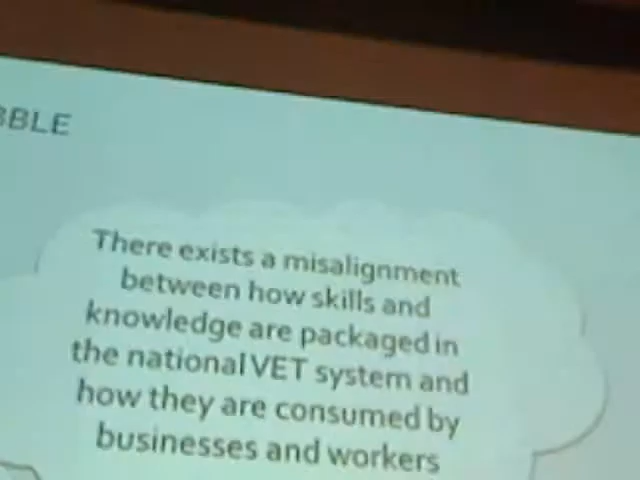 BBLE
There exists a misalignment
between how skills and
knowledge are packaged in
the national VET system and
how they are consumed by
businesses and workers